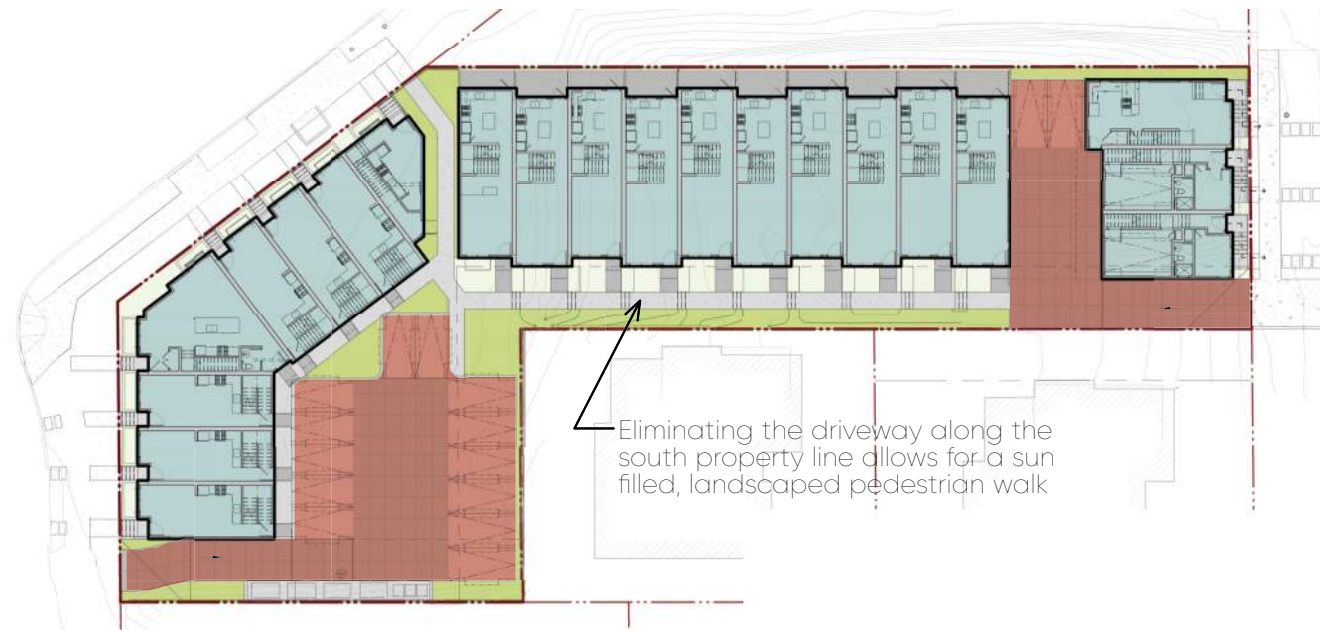 Eliminating the driveway along the
south property line allows for a sun
filled, landscaped pedestrian walk